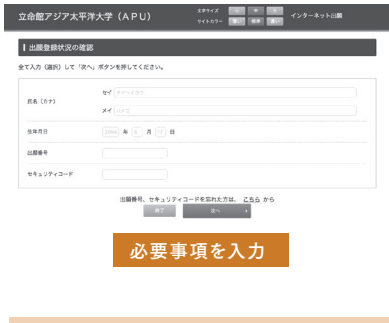 立命館アジア太平洋大学（ＡＰＵ）
文字サイズ 小 中 大
サイトカラー 濃い 標準 薄い
インターネット出願
出願登録状況の確認
全て入力（選択）して「次へ」ボタンを押してください。
氏名（カナ）
セイ
メイ
生年月日
年 月 日
出願番号
セキュリティコード
出願番号、セキュリティコードを忘れた方は、こちら から
終了 次へ
必要事項を入力